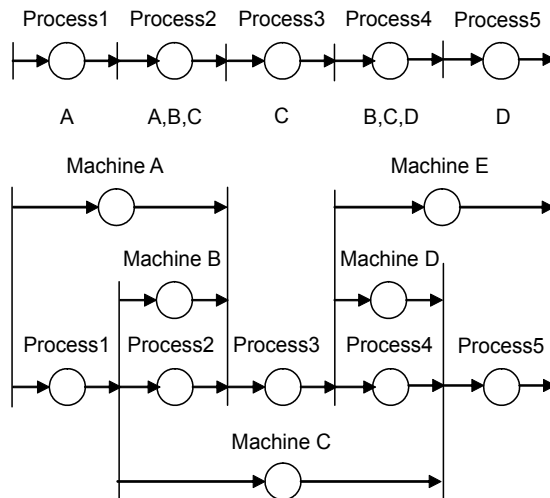 Process1 Process2 Process3 Process4 Process5
A A,B,C C B,C,D D
Machine A Machine E
Machine B Machine D
Process1 Process2 Process3 Process4 Process5
Machine C